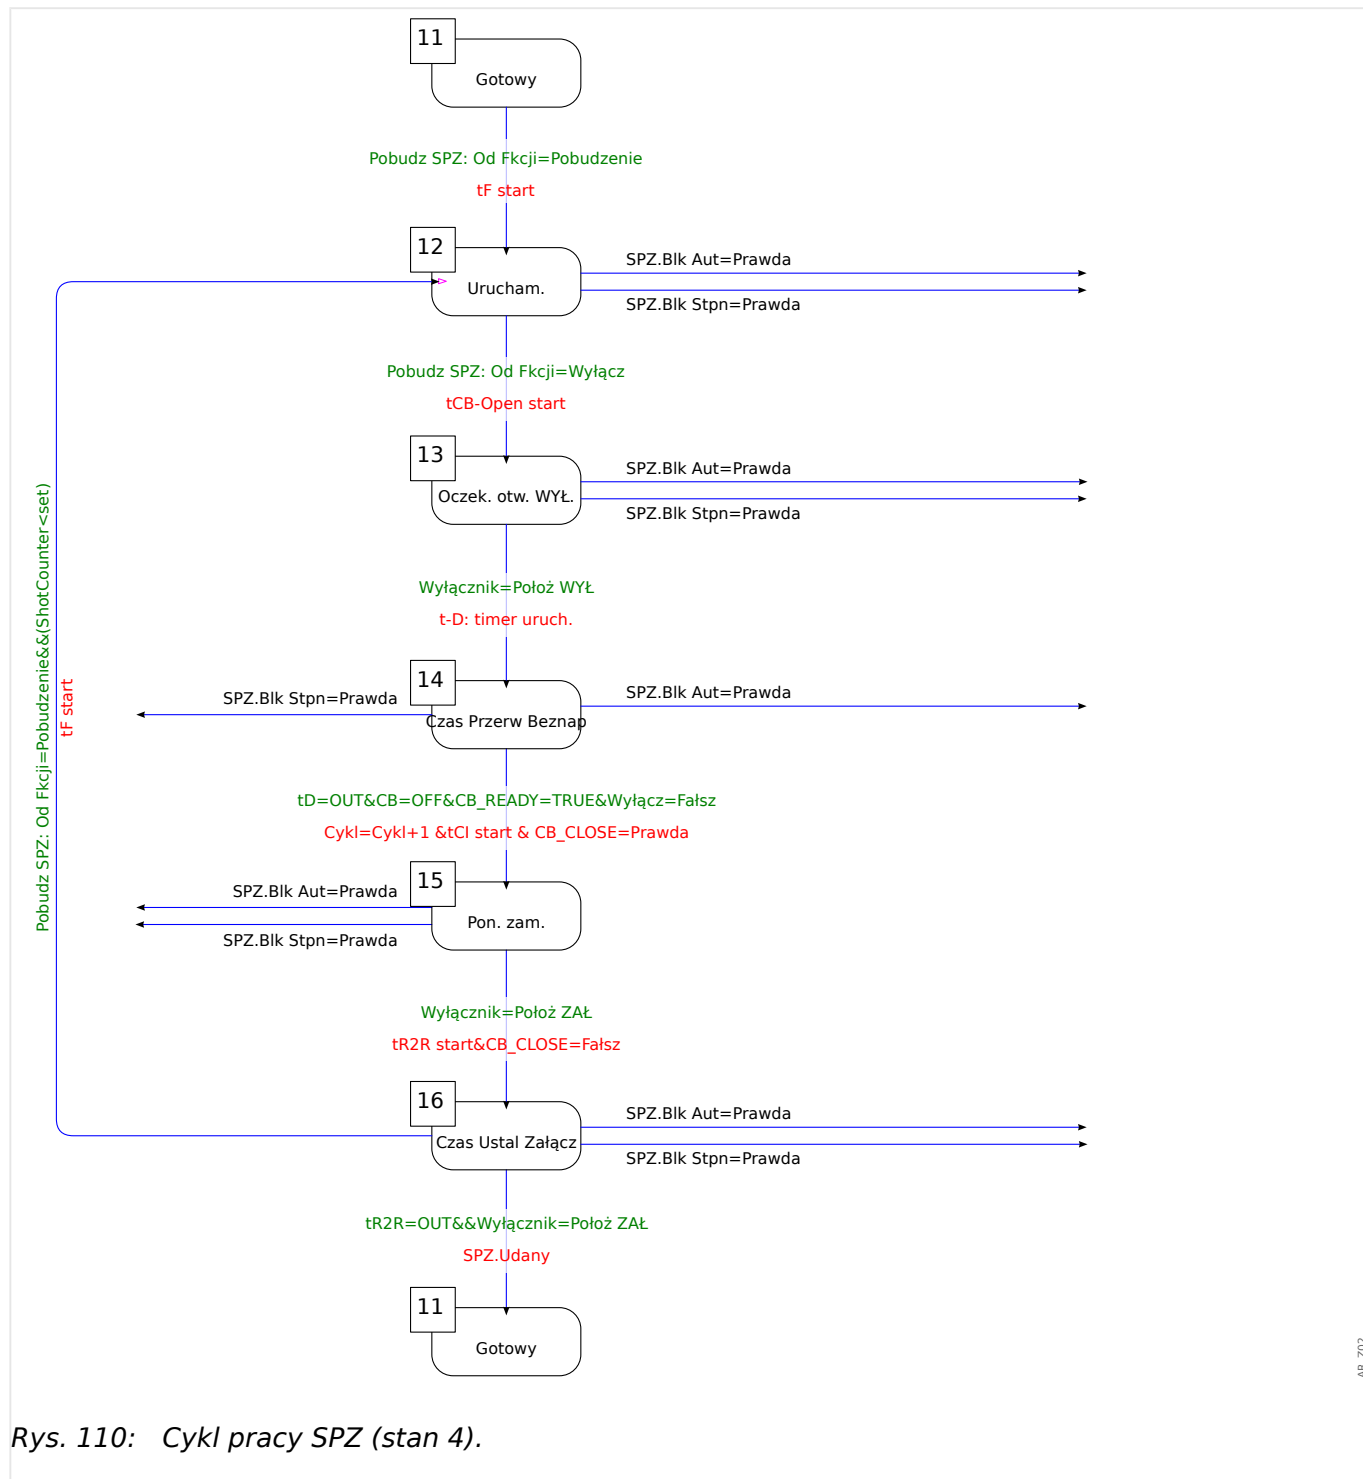 11
Gotowy
Pobudz SPZ: Od Fkcji=Pobudzenie
tF start
12
Urucham.
SPZ.Blk Aut=Prawda
SPZ.Blk Stpn=Prawda
Pobudz SPZ: Od Fkcji=Wyłącz
tCB-Open start
13
Oczek. otw. WYŁ.
SPZ.Blk Aut=Prawda
SPZ.Blk Stpn=Prawda
Pobudz SPZ: Od Fkcji=Pobudzenie&&(ShotCounter<set)
tF start
Wyłącznik=Położ WYŁ
t-D: timer uruch.
14
SPZ.Blk Stpn=Prawda
Czas Przerw Beznap
SPZ.Blk Aut=Prawda
tD=OUT&CB=OFF&CB_READY=TRUE&Wyłącz=Fałsz
Cykl=Cykl+1 &tCl start & CB_CLOSE=Prawda
15
SPZ.Blk Aut=Prawda
Pon. zam.
SPZ.Blk Stpn=Prawda
Wyłącznik=Położ ZAŁ
tR2R start&CB_CLOSE=Fałsz
16
Czas Ustal Załącz
SPZ.Blk Aut=Prawda
SPZ.Blk Stpn=Prawda
tR2R=OUT&&Wyłącznik=Położ ZAŁ
SPZ.Udany
11
Gotowy
Rys. 110: Cykl pracy SPZ (stan 4).